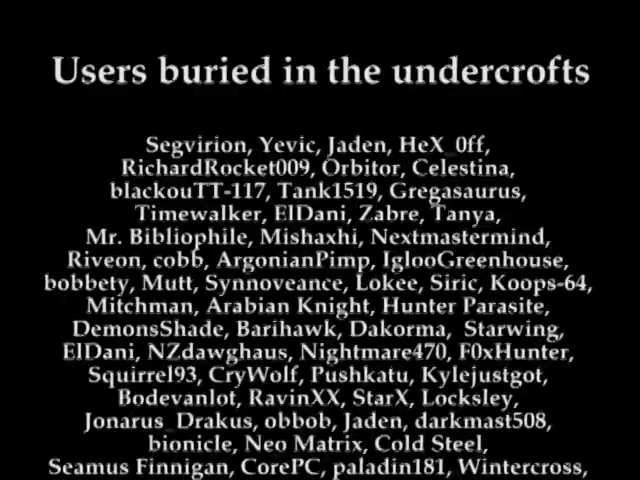 Users buried in the undercrofts
Segvirion, Yevic, Jaden, HeX_0ff,
RichardRocket009, Orbitor, Celestina,
blackouTT-117, Tank1519, Gregasaurus,
Timewalker, ElDani, Zabre, Tanya,
Mr. Bibliophile, Mishaxhi, Nextmastermind,
Riveon, cobb, ArgonianPimp, IglooGreenhouse,
bobbety, Mutt, Synnoveance, Lokee, Siric, Koops-64,
Mitchman, Arabian Knight, Hunter Parasite,
DemonsShade, Barihawk, Dakorma, Starwing,
ElDani, NZdawghaus, Nightmare470, F0xHunter,
Squirrel93, CryWolf, Pushkatu, Kylejustgot,
Bodevanlot, RavinXX, StarX, Locksley,
Jonarus_Drakus, obbob, Jaden, darkmast508,
bionicle, Neo Matrix, Cold Steel,
Seamus Finnigan, CorePC, paladin181, Wintercross,